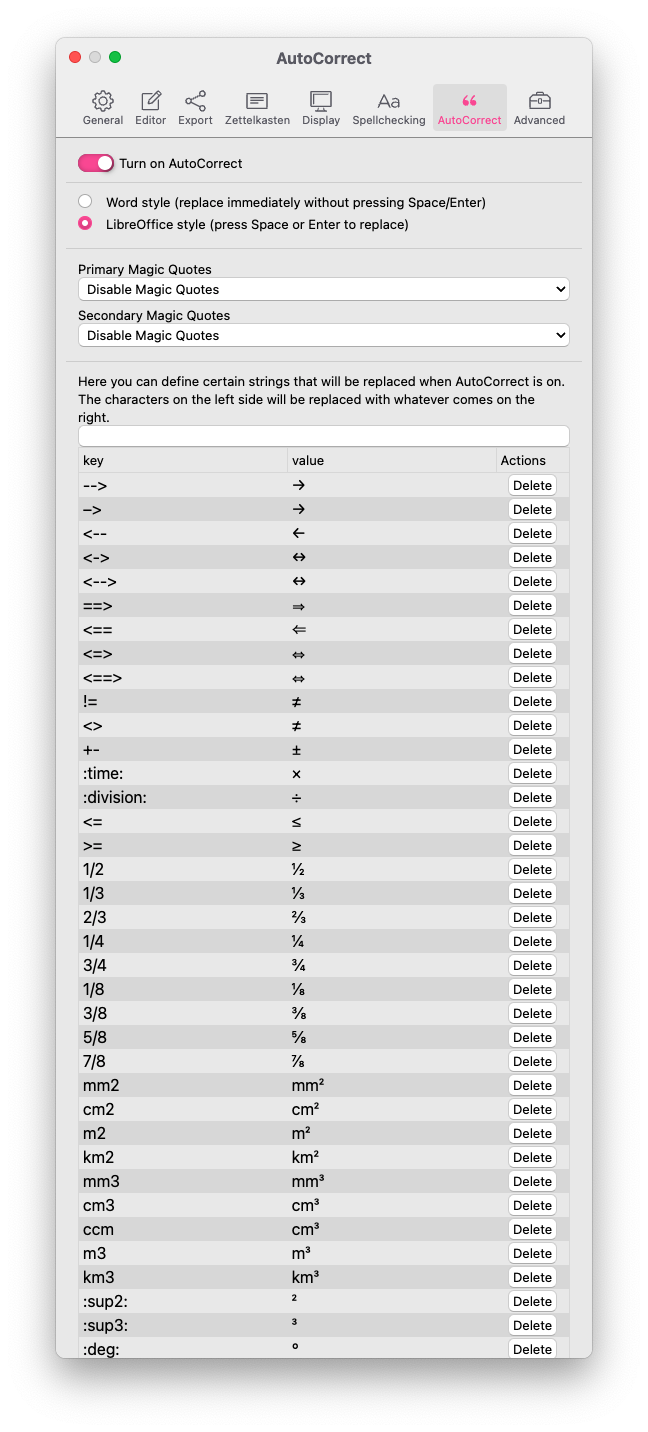 AutoCorrect
General Editor Export Zettelkasten Display Spellchecking AutoCorrect Advanced
Turn on AutoCorrect
Word style (replace immediately without pressing Space/Enter)
LibreOffice style (press Space or Enter to replace)
Primary Magic Quotes
Disable Magic Quotes
Secondary Magic Quotes
Disable Magic Quotes
Here you can define certain strings that will be replaced when AutoCorrect is on.
The characters on the left side will be replaced with whatever comes on the
right.
key value Actions
--> → Delete
–> → Delete
<-- ← Delete
<-> ↔ Delete
<--> ↔ Delete
==> ⇒ Delete
<== ⇐ Delete
<=> ⇔ Delete
<==> ⇔ Delete
!= ≠ Delete
<> ≠ Delete
+- ± Delete
:time: × Delete
:division: ÷ Delete
<= ≤ Delete
>= ≥ Delete
1/2 ½ Delete
1/3 ⅓ Delete
2/3 ⅔ Delete
1/4 ¼ Delete
3/4 ¾ Delete
1/8 ⅛ Delete
3/8 ⅜ Delete
5/8 ⅝ Delete
7/8 ⅞ Delete
mm2 mm² Delete
cm2 cm² Delete
m2 m² Delete
km2 km² Delete
mm3 mm³ Delete
cm3 cm³ Delete
ccm cm³ Delete
m3 m³ Delete
km3 km³ Delete
:sup2: ² Delete
:sup3: ³ Delete
:deg: ° Delete